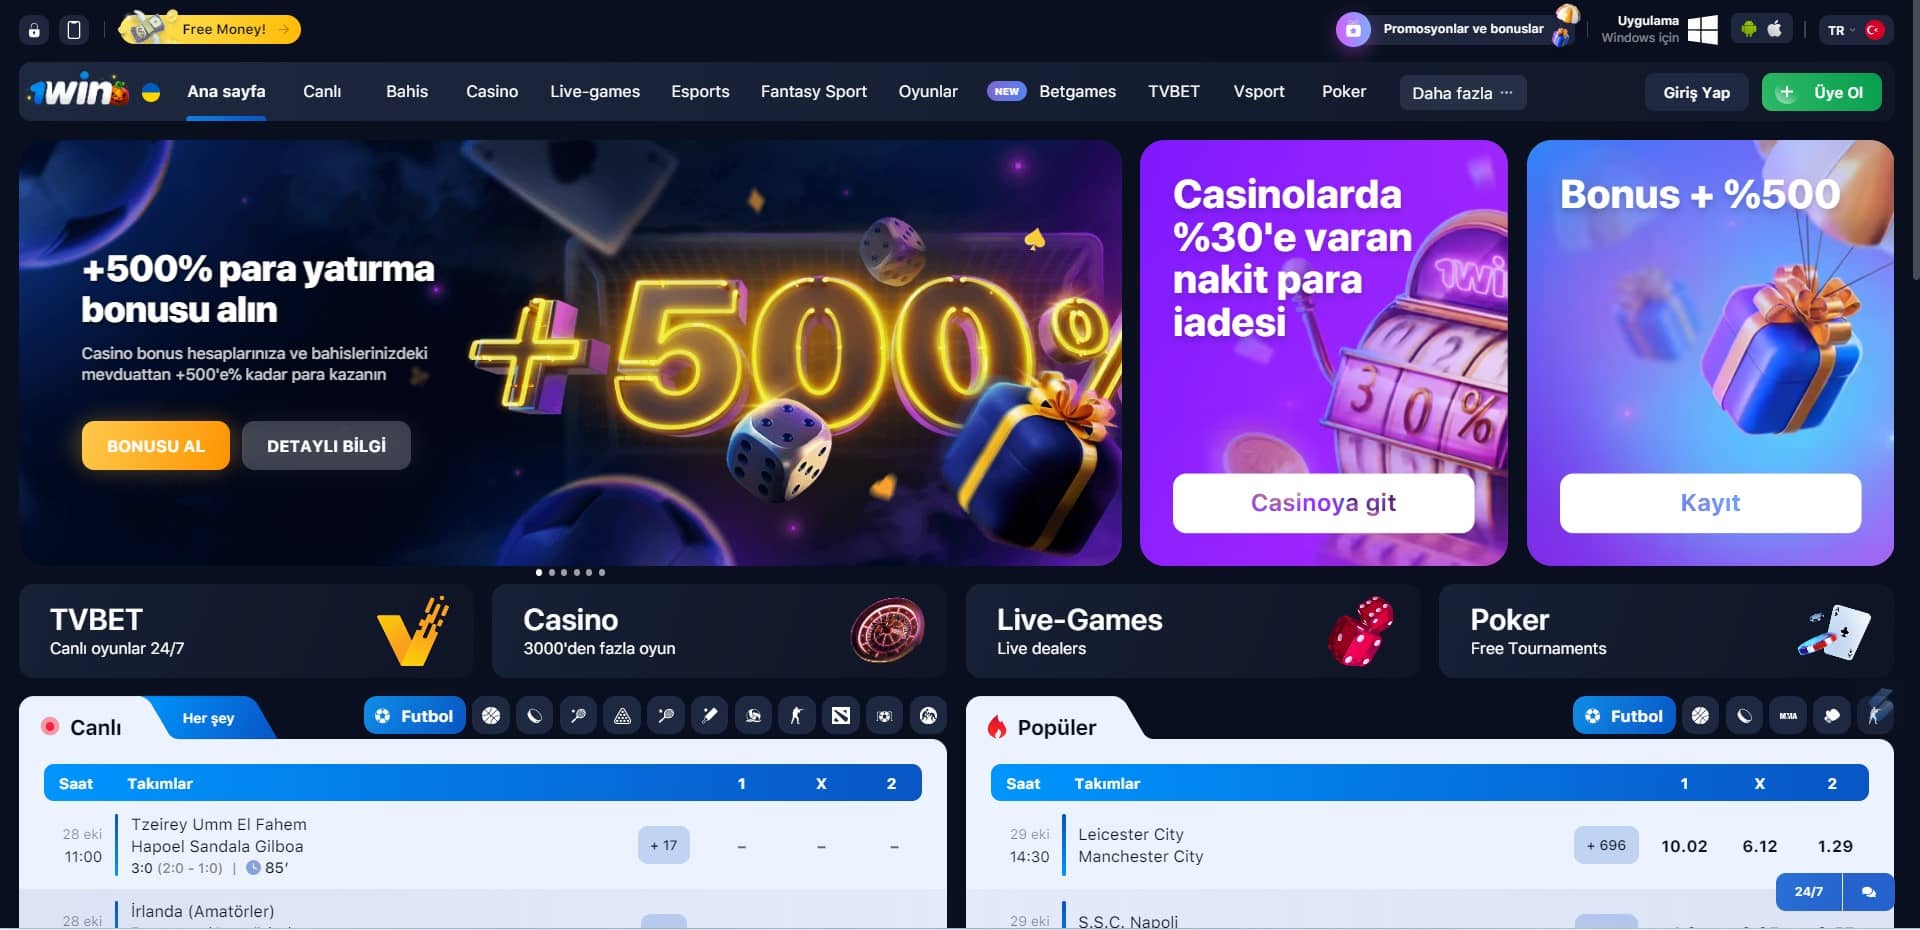 Free Money!
Promosyonlar ve bonuslar
Uygulama
Windows için
TR
1win
Ana sayfa
Canlı
Bahis
Casino
Live-games
Esports
Fantasy Sport
Oyunlar
NEW
Betgames
TVBET
Vsport
Poker
Daha fazla ...
Giriş Yap
+ Üye Ol
+500% para yatırma
bonusu alın
Casino bonus hesaplarınıza ve bahislerinizdeki
mevduattan +500'e% kadar para kazanın
BONUSU AL
DETAYLI BİLGİ
+500%
Casinolarda
%30'e varan
nakit para
iadesi
1wi
30%
Casinoya git
Bonus + %500
Kayıt
TVBET
Canlı oyunlar 24/7
Casino
3000'den fazla oyun
Live-Games
Live dealers
Poker
Free Tournaments
Canlı
Her şey
Futbol
Saat Takımlar 1 X 2
28 eki
11:00
Tzeirey Umm El Fahem
Hapoel Sandala Gilboa
3:0 (2:0 - 1:0) | 85'
+ 17 – – –
28 eki
İrlanda (Amatörler)
Popüler
Futbol
MMA
Saat Takımlar 1 X 2
29 eki
14:30
Leicester City
Manchester City
+ 696 10.02 6.12 1.29
29 eki
S.S.C. Napoli
24/7